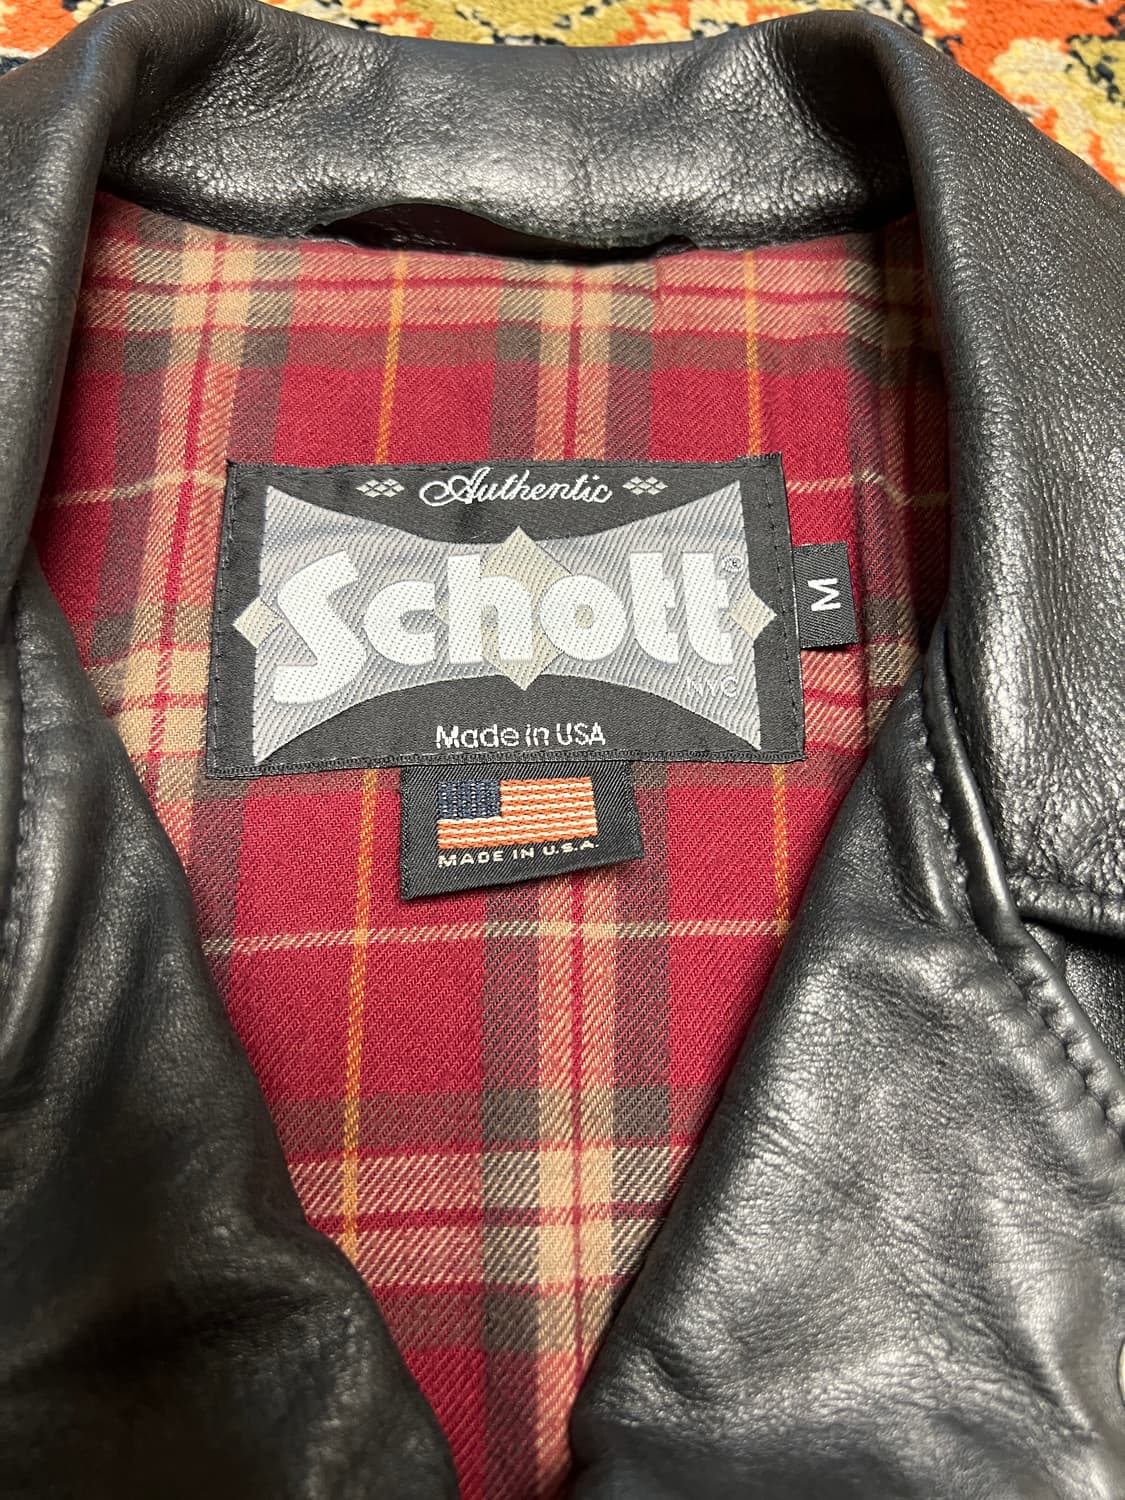 Authentic
Schott®
NYC
Made in USA
M
MADE IN U.S.A.